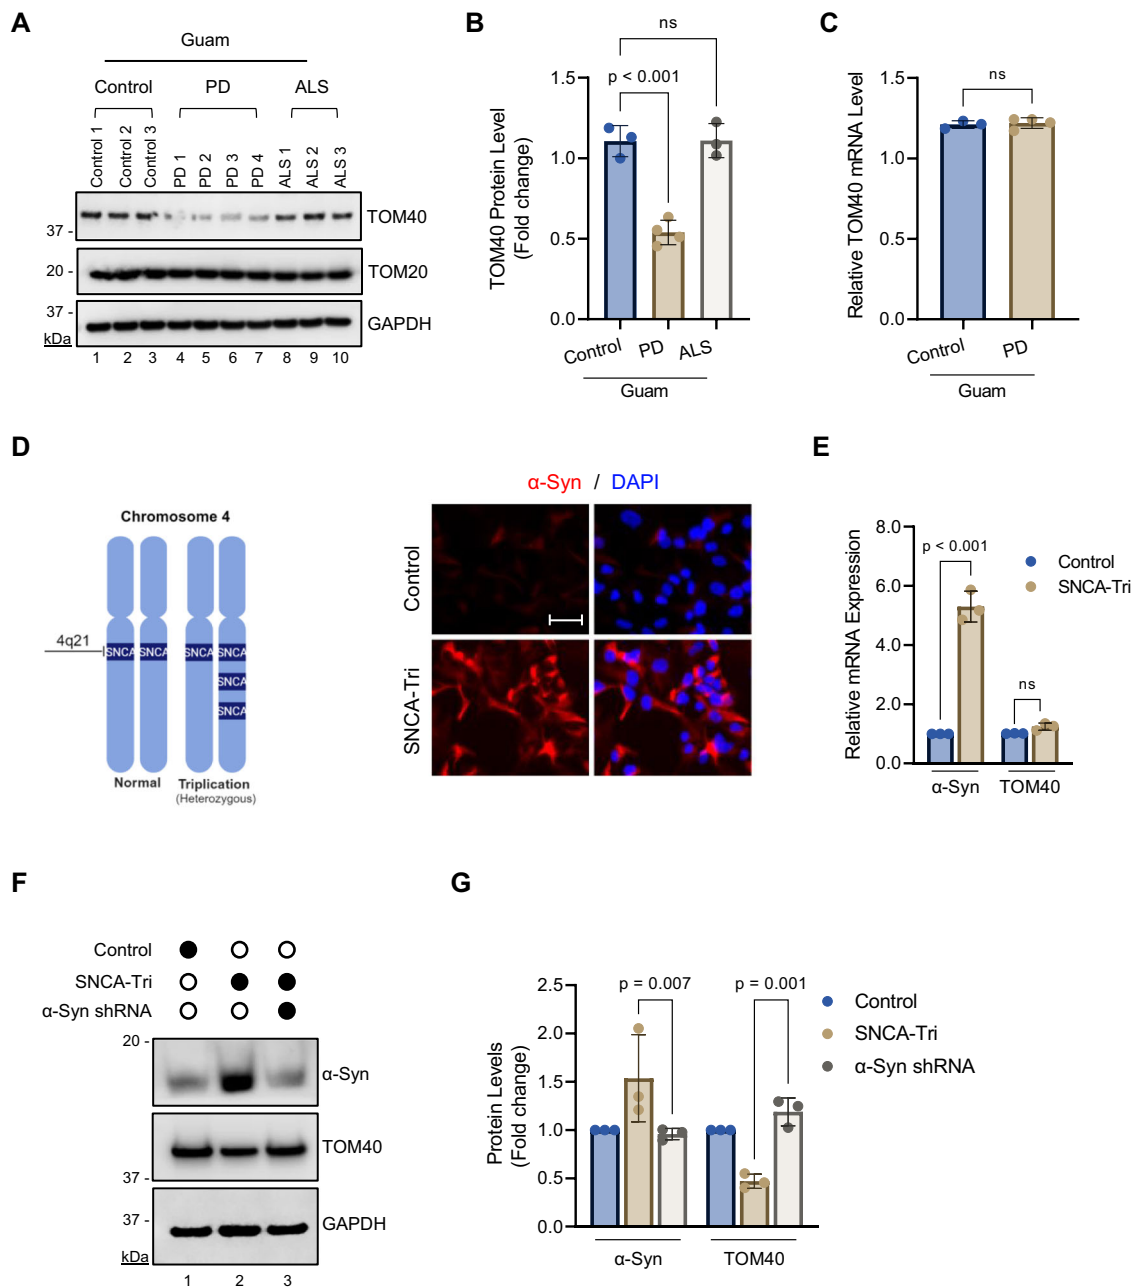 A
Guam
Control PD ALS
Control 1
Control 2
Control 3
PD 1
PD 2
PD 3
PD 4
ALS 1
ALS 2
ALS 3
TOM40
37 -
20 -
TOM20
37 -
GAPDH
kDa
1 2 3 4 5 6 7 8 9 10
B
ns
p < 0.001
1.5
1.0
0.5
0.0
TOM40 Protein Level
(Fold change)
Control PD ALS
Guam
C
ns
1.5
1.0
0.5
0.0
Relative TOM40 mRNA Level
Control PD
Guam
D
Chromosome 4
4q21
SNCA SNCA SNCA SNCA
SNCA
SNCA
Normal Triplication
(Heterozygous)
α-Syn / DAPI
Control
SNCA-Tri
E
8.0
6.0
4.0
2.0
0.0
Relative mRNA Expression
p < 0.001
ns
Control
SNCA-Tri
α-Syn TOM40
F
Control
SNCA-Tri
α-Syn shRNA
20 -
α-Syn
TOM40
37 -
37 -
GAPDH
kDa
1 2 3
G
2.5
2.0
1.5
1.0
0.5
0.0
Protein Levels
(Fold change)
p = 0.007 p = 0.001
Control
SNCA-Tri
α-Syn shRNA
α-Syn TOM40